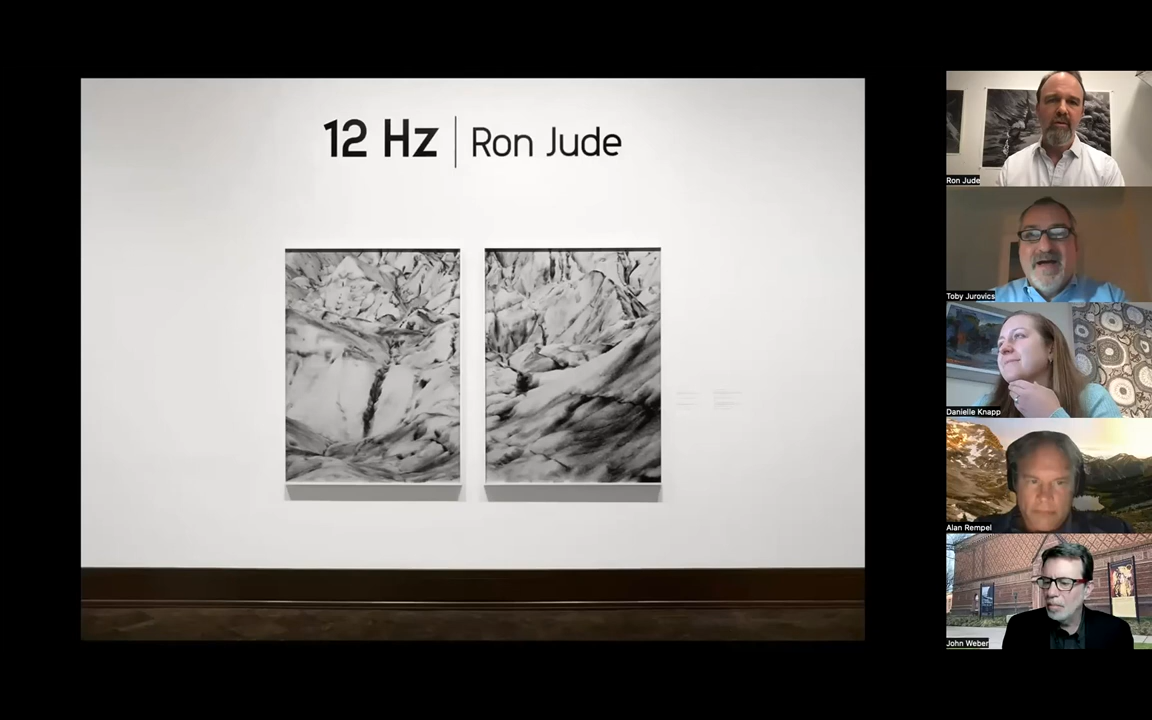 12 Hz | Ron Jude
Ron Jude
Toby Jurovics
Danielle Knapp
Alan Rempel
John Weber